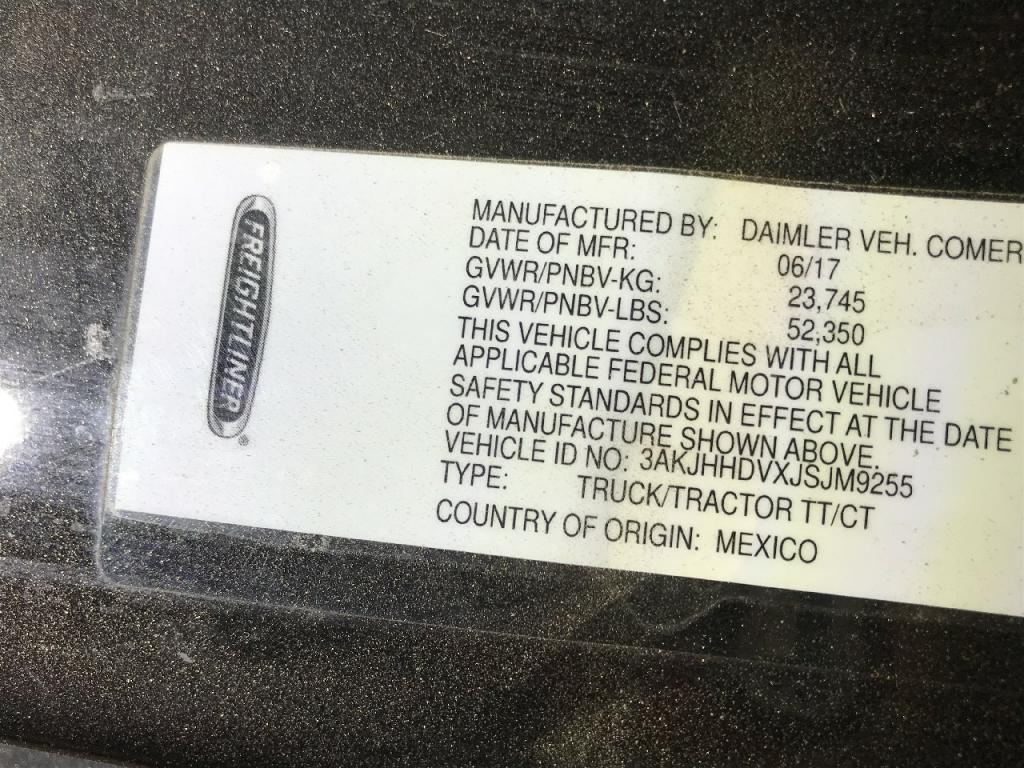 FREIGHTLINER®
MANUFACTURED BY: DAIMLER VEH. COMER
DATE OF MFR: 06/17
GVWR/PNBV-KG: 23,745
GVWR/PNBV-LBS: 52,350
THIS VEHICLE COMPLIES WITH ALL
APPLICABLE FEDERAL MOTOR VEHICLE
SAFETY STANDARDS IN EFFECT AT THE DATE
OF MANUFACTURE SHOWN ABOVE.
VEHICLE ID NO: 3AKJHHDVXJSJM9255
TYPE: TRUCK/TRACTOR TT/CT
COUNTRY OF ORIGIN: MEXICO